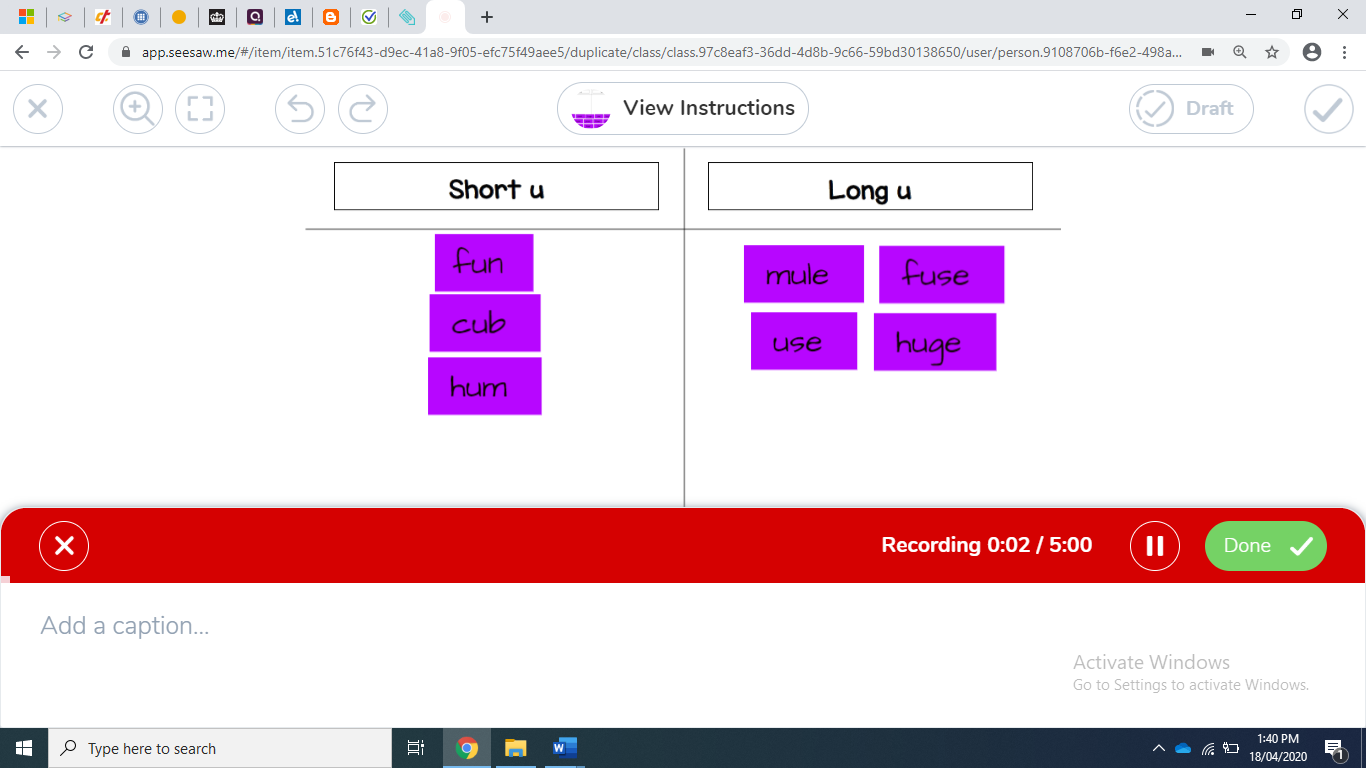 app.seesaw.me/#/item/item.51c76f43-d9ec-41a8-9f05-efc75f49aee5/duplicate/class/class.97c8eaf3-36dd-4d8b-9c66-59bd30138650/user/person.9108706b-f6e2-498a...
View Instructions
Draft
Short u
Long u
fun
cub
hum
mule fuse
use huge
Recording 0:02 / 5:00
Done
Add a caption...
Activate Windows
Go to Settings to activate Windows.
Type here to search
1:40 PM
18/04/2020
1